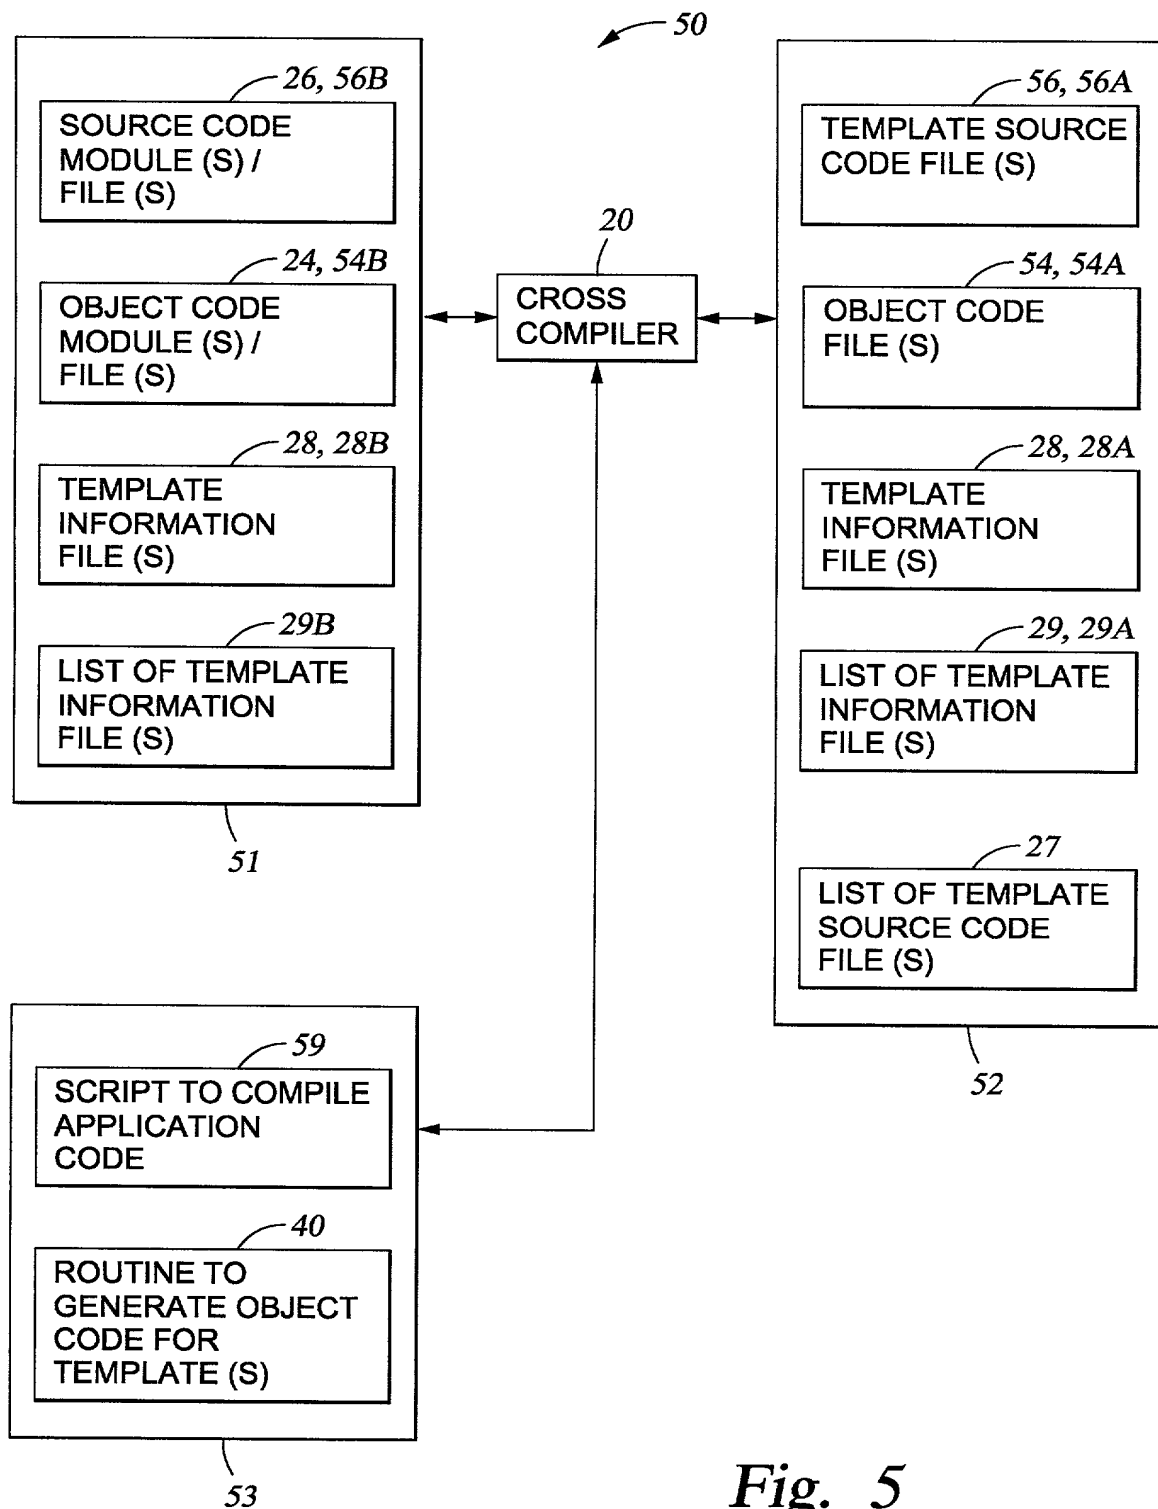 50
26, 56B
SOURCE CODE
MODULE (S) /
FILE (S)
24, 54B
OBJECT CODE
MODULE (S) /
FILE (S)
28, 28B
TEMPLATE
INFORMATION
FILE (S)
29B
LIST OF TEMPLATE
INFORMATION
FILE (S)
51
20
CROSS
COMPILER
56, 56A
TEMPLATE SOURCE
CODE FILE (S)
54, 54A
OBJECT CODE
FILE (S)
28, 28A
TEMPLATE
INFORMATION
FILE (S)
29, 29A
LIST OF TEMPLATE
INFORMATION
FILE (S)
27
LIST OF TEMPLATE
SOURCE CODE
FILE (S)
52
59
SCRIPT TO COMPILE
APPLICATION
CODE
40
ROUTINE TO
GENERATE OBJECT
CODE FOR
TEMPLATE (S)
53
Fig. 5